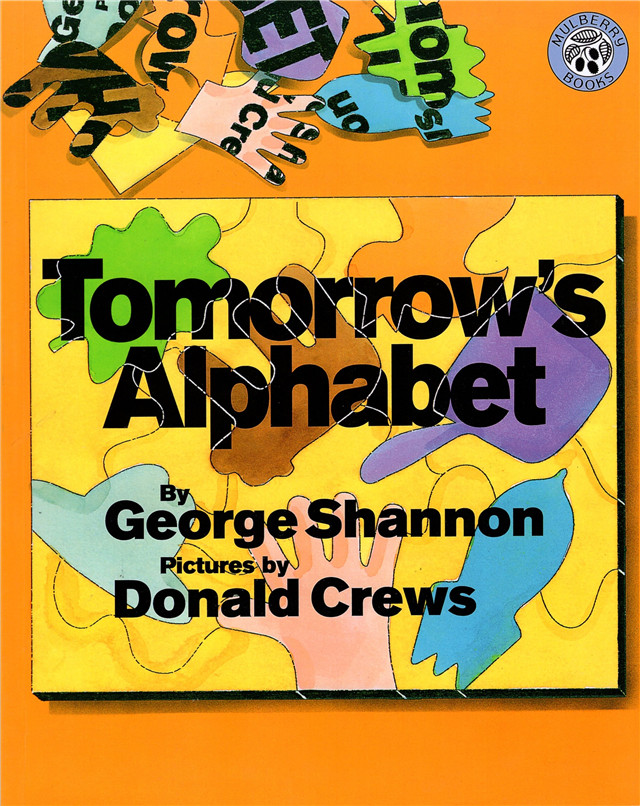 MULBERRY
BOOKS
Tomorrow's
Alphabet
By
George Shannon
Pictures by
Donald Crews